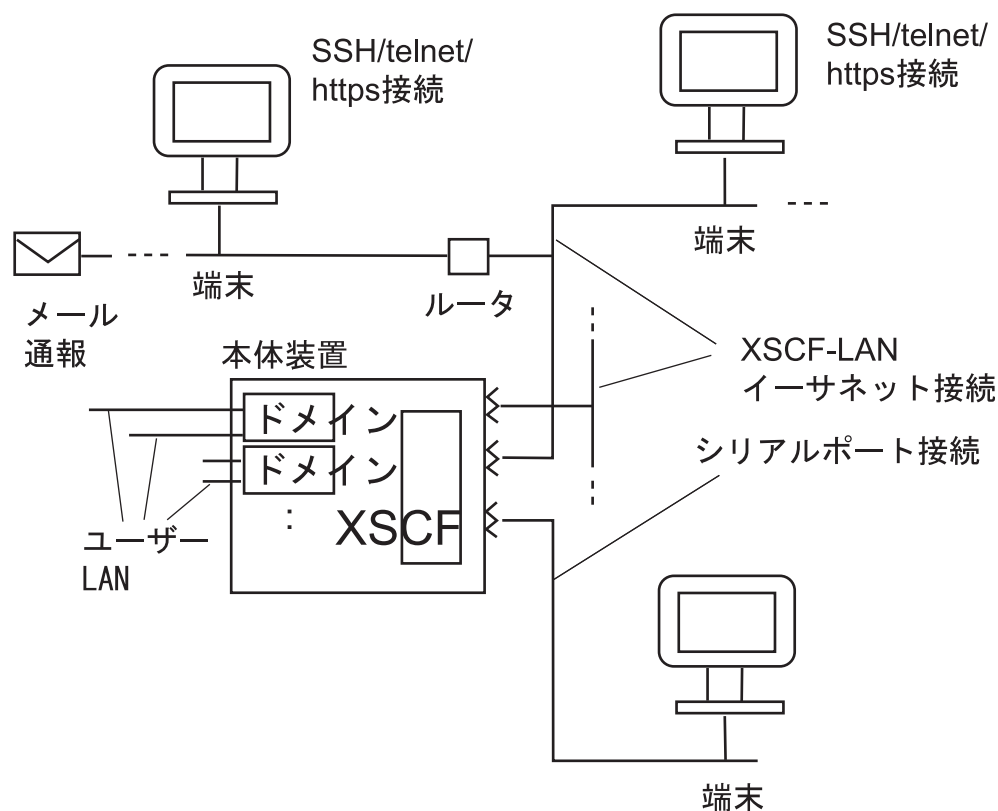 SSH/telnet/
https接続
SSH/telnet/
https接続
端末
端末
ルータ
メール
通報
本体装置
XSCF-LAN
イーサネット接続
ドメイン
シリアルポート接続
ドメイン
:
XSCF
ユーザー
LAN
端末